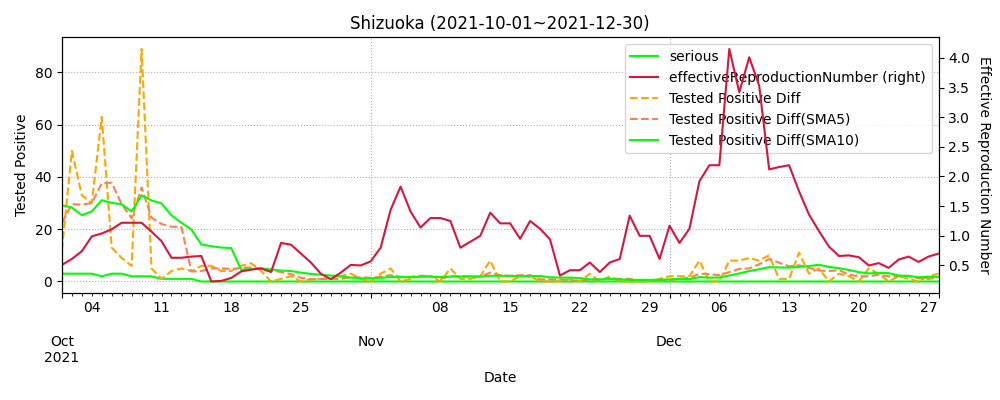 Shizuoka (2021-10-01~2021-12-30)
serious
effectiveReproductionNumber (right)
Tested Positive Diff
Tested Positive Diff(SMA5)
Tested Positive Diff(SMA10)
Tested Positive
80
60
40
20
0
4.0
3.5
3.0
2.5
2.0
1.5
1.0
0.5
Effective Reproduction Number
04 11 18 25 08 15 22 29 06 13 20 27
Oct Nov Dec
2021
Date